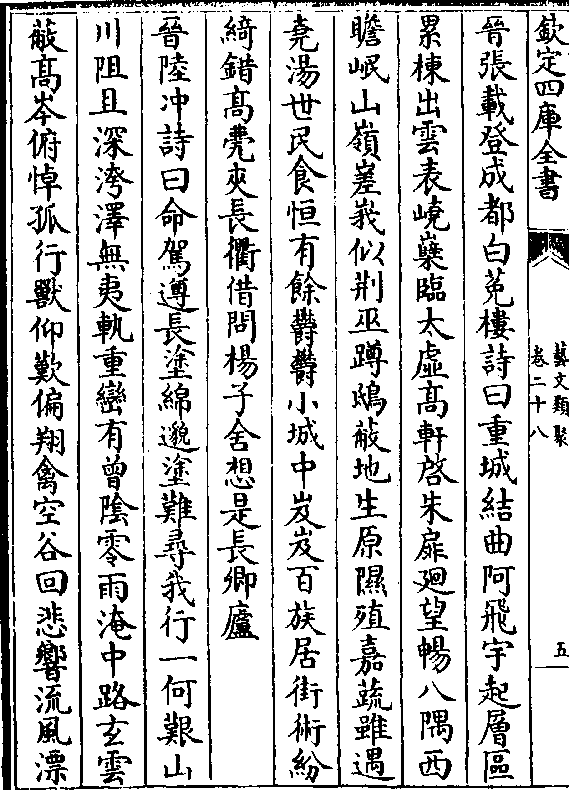 欽定四庫全書
藝文類聚
卷二十八
五
晉張載登成都白菟樓詩曰重城結曲阿飛宇起層區
累棟出雲表嶢櫱臨太虛高軒啓朱扉廻望暢八隅西
瞻岷山嶺嵳峩似荆巫蹲鴟蔽地生原隰殖嘉蔬雖遇
堯湯世民食恒有餘鬱鬱小城中岌岌百族居街術紛
綺錯高甍夾長衢借問楊子舍想是長卿廬
晉陸冲詩曰命駕遵長塗綿邈塗難尋我行一何艱山
川阻且深洿澤無夷軌重巒有曾陰零雨淹中路玄雲
蔽高岑俯悼孤行獸仰歎偏翔禽空谷回悲響流風漂